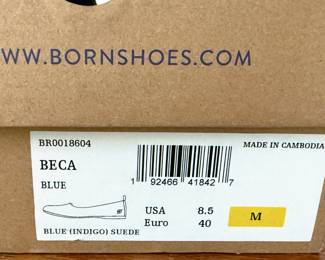 WWW.BORNSHOES.COM
BR0018604
MADE IN CAMBODIA
BECA
BLUE
1 92466 41842 7
USA 8.5
Euro 40
M
BLUE (INDIGO) SUEDE